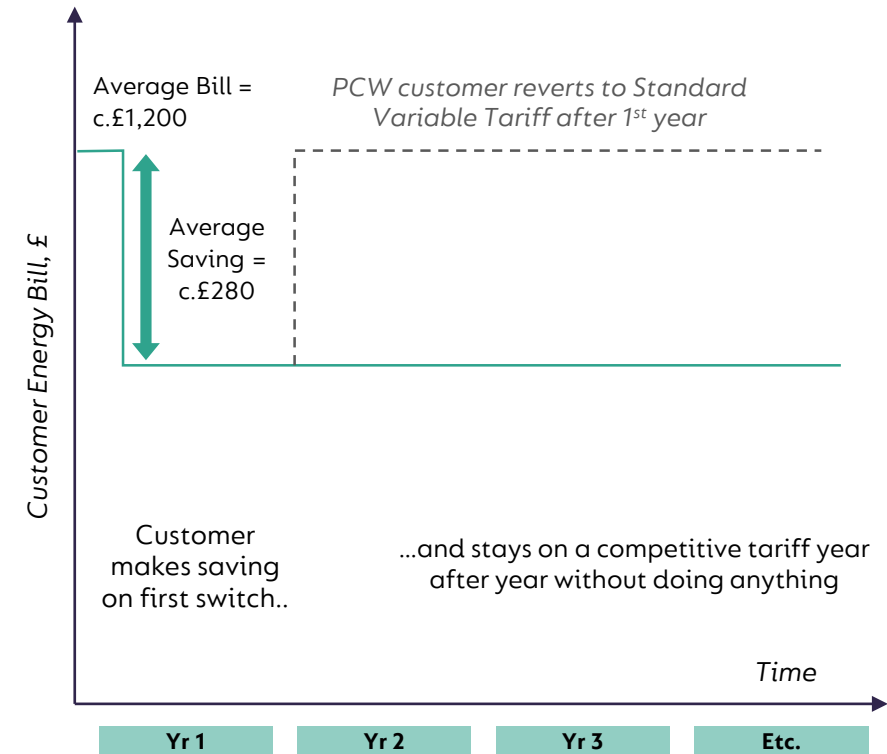 Average Bill =
c.£1,200
PCW customer reverts to Standard
Variable Tariff after 1st year
Average
Saving =
c.£280
Customer Energy Bill, £
Customer
makes saving
on first switch..
...and stays on a competitive tariff year
after year without doing anything
Time
Yr 1
Yr 2
Yr 3
Etc.